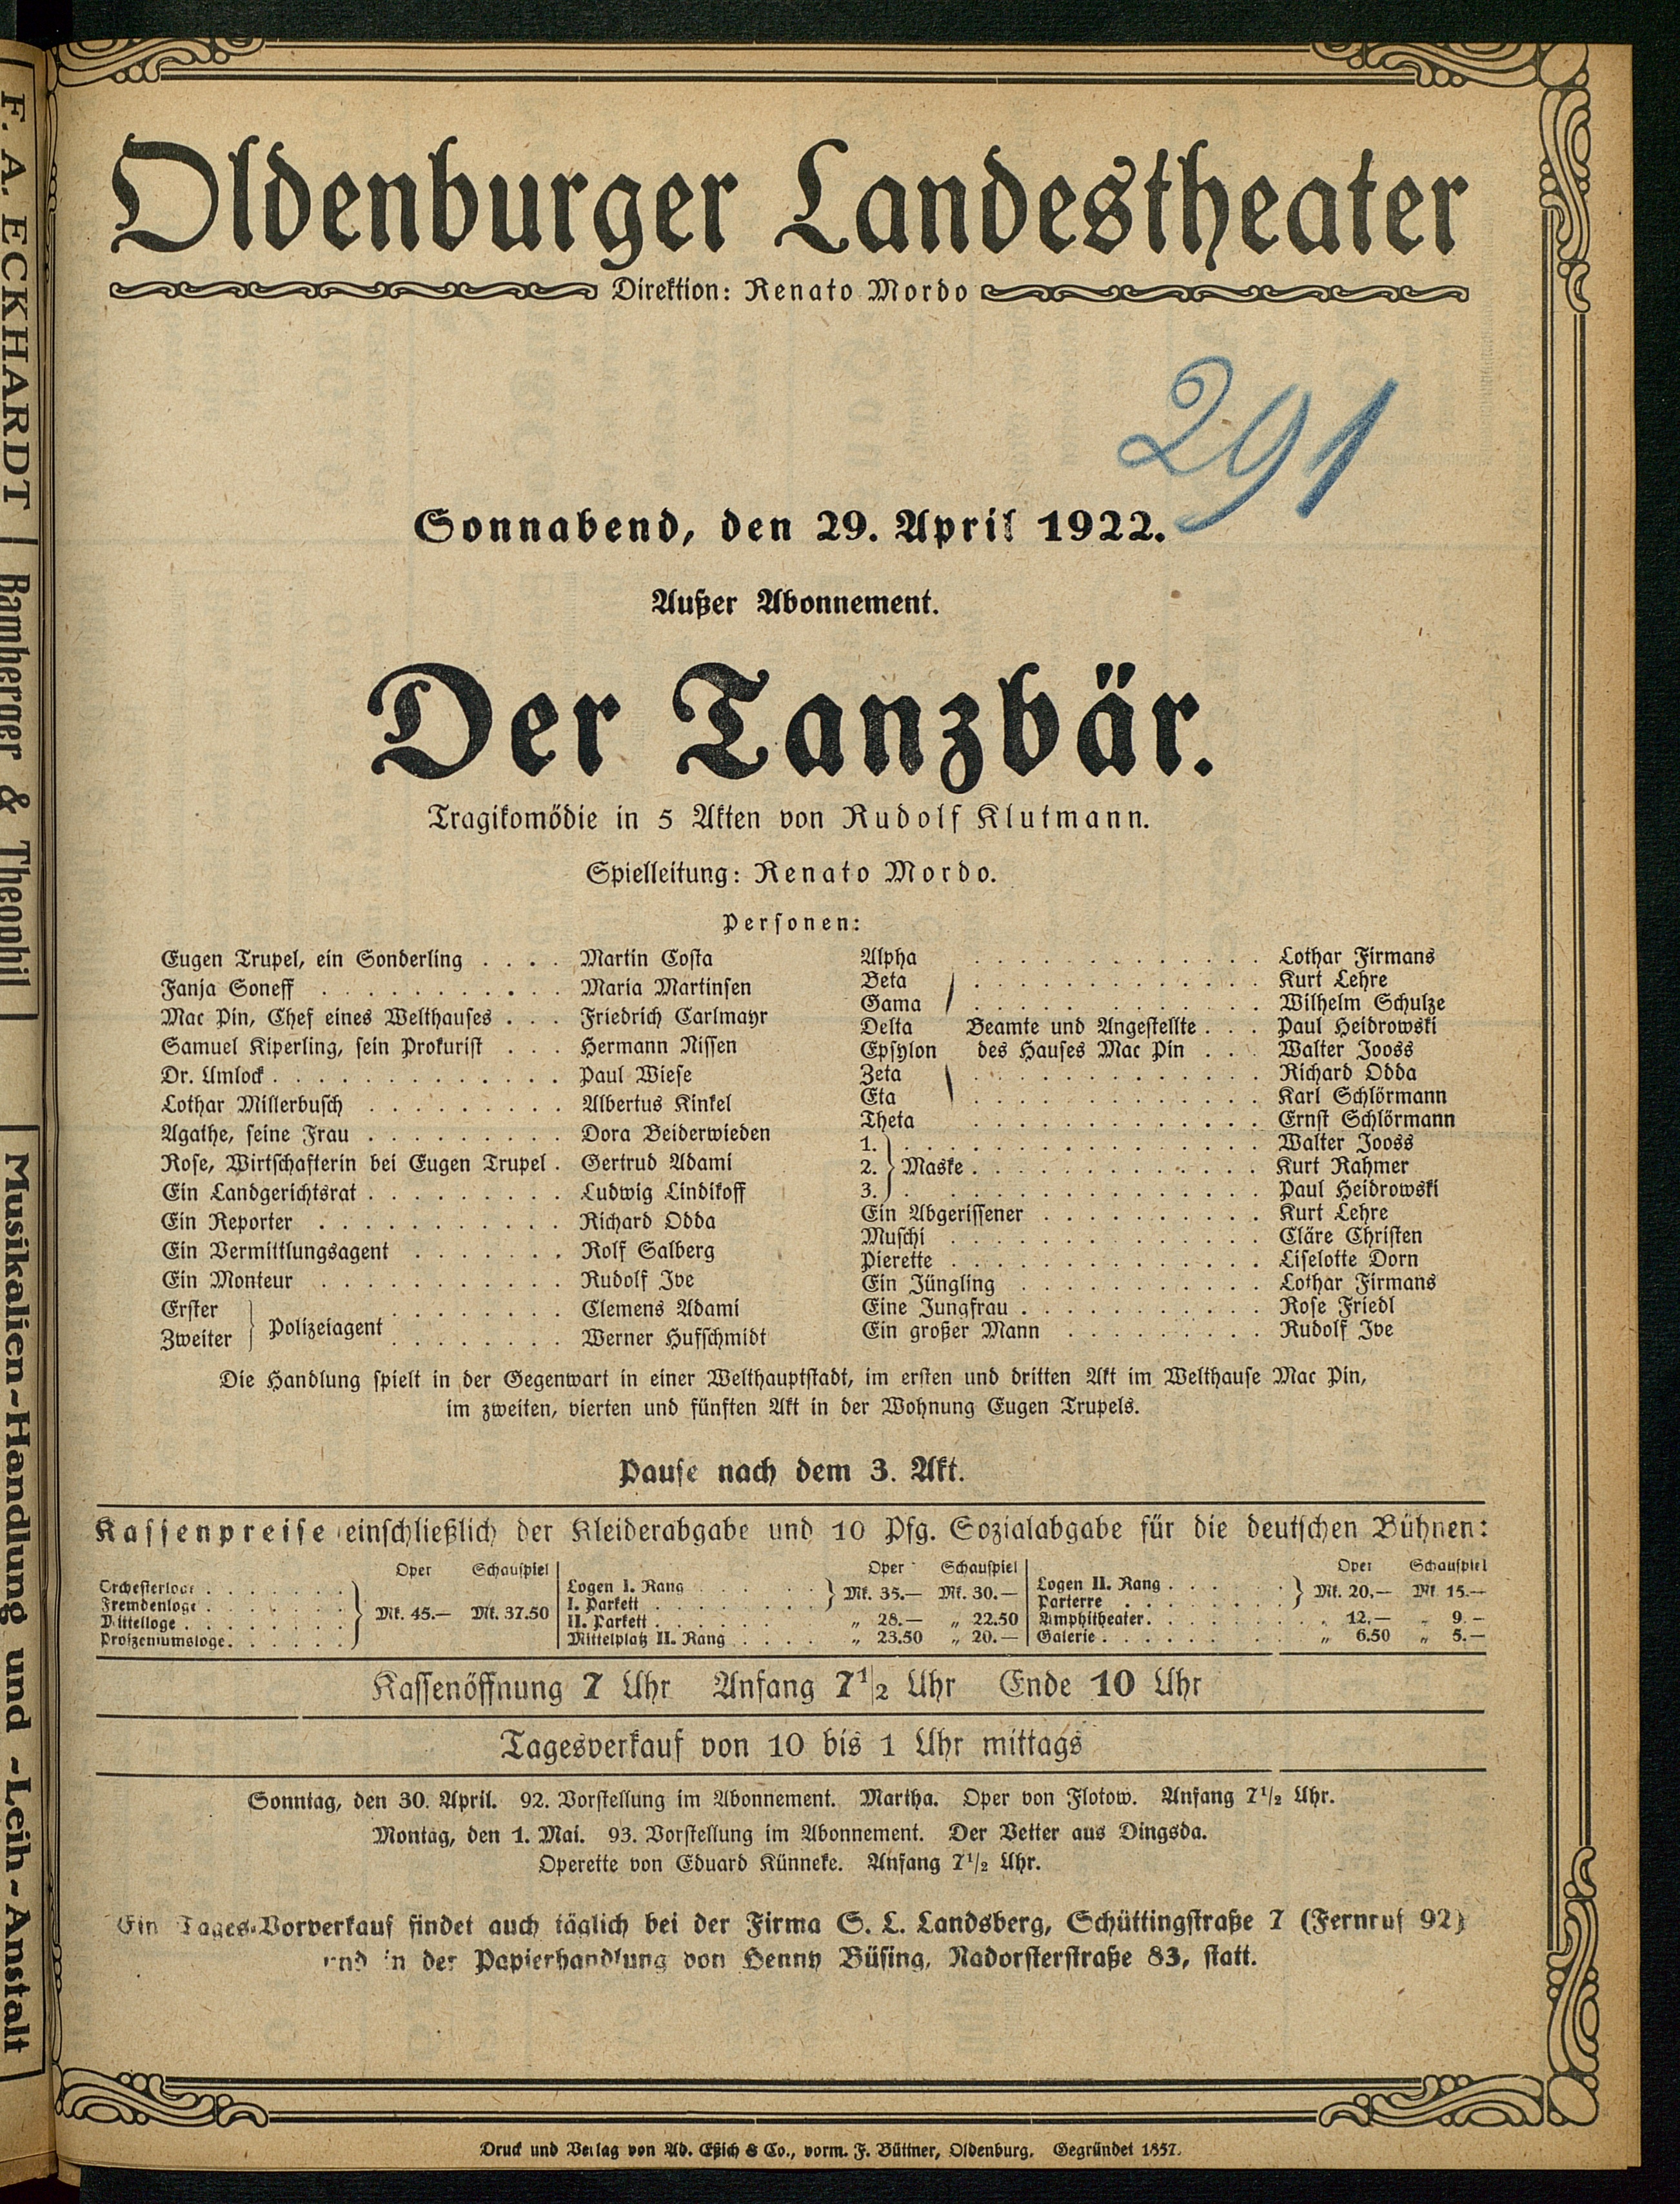 Oldenburger Landestheater
Direktion: Renato Mordo
291
Sonnabend, den 29. April 1922.
Außer Abonnement.
Der Tanzbär.
Tragikomödie in 5 Akten von Rudolf Klutmann.
Spielleitung: Renato Mordo.
Personen:
Eugen Trupel, ein Sonderling . . . . Martin Costa
Fanja Soneff . . . . . . . . . . . Maria Martinsen
Mac Pin, Chef eines Welthauses . . . Friedrich Carlmayr
Samuel Kiperling, sein Prokurist . . . Hermann Nissen
Dr. Umlock . . . . . . . . . . . . . Paul Wiese
Lothar Millerbusch . . . . . . . . . Albertus Kinkel
Agathe, seine Frau . . . . . . . . . Dora Beiderwieden
Rose, Wirtschafterin bei Eugen Trupel . Gertrud Adami
Ein Landgerichtsrat . . . . . . . . . Ludwig Lindikoff
Ein Reporter . . . . . . . . . . . Richard Odda
Ein Vermittlungsagent . . . . . . . Rolf Salberg
Ein Monteur . . . . . . . . . . . Rudolf Ive
Erster } Polizeiagent . . . . . . . . Clemens Adami
Zweiter } . . . . . . . . Werner Hufschmidt
Alpha . . . . . . . . . . . . . Lothar Firmans
Beta . . . . . . . . . . . . . Kurt Lehre
Gama . . . . . . . . . . . . . Wilhelm Schulze
Delta Beamte und Angestellte . . . Paul Heidrowski
Epsylon des Hauses Mac Pin . . . Walter Jooss
Zeta . . . . . . . . . . . . . Richard Odda
Eta . . . . . . . . . . . . . Karl Schlörmann
Theta . . . . . . . . . . . . . Ernst Schlörmann
1. } . . . . . . . . . . . . . . . Walter Jooss
2. } Maske . . . . . . . . . . . . . Kurt Rahmer
3. } . . . . . . . . . . . . . . . Paul Heidrowski
Ein Abgerissener . . . . . . . . . . Kurt Lehre
Muschi . . . . . . . . . . . . . . Cläre Christen
Pierette . . . . . . . . . . . . . . Liselotte Dorn
Ein Jüngling . . . . . . . . . . . Lothar Firmans
Eine Jungfrau . . . . . . . . . . . Rose Friedl
Ein großer Mann . . . . . . . . . Rudolf Ive
Die Handlung spielt in der Gegenwart in einer Welthauptstadt, im ersten und dritten Akt im Welthause Mac Pin,
im zweiten, vierten und fünften Akt in der Wohnung Eugen Trupels.
Pause nach dem 3. Akt.
Kassenpreise einschließlich der Kleiderabgabe und 10 Pfg. Sozialabgabe für die deutschen Bühnen:
Oper Schauspiel
Orchesterloge . . . . . . .
Fremdenloge . . . . . . .
Mittelloge . . . . . . . .
Proszeniumsloge . . . . . . } Mk. 45.— Mk. 37.50
Oper Schauspiel
Logen I. Rang . . . . . .
I. Parkett . . . . . . . . } Mk. 35.— Mk. 30.—
II. Parkett . . . . . . . „ 28.— „ 22.50
Mittelplatz II. Rang . . . . „ 23.50 „ 20.—
Oper Schauspiel
Logen II. Rang . . . . . .
Parterre . . . . . . . . } Mk. 20.— Mk. 15.—
Amphitheater . . . . . . . „ 12.— „ 9.—
Galerie . . . . . . . . . „ 6.50 „ 5.—
Kassenöffnung 7 Uhr Anfang 7 1/2 Uhr Ende 10 Uhr
Tagesverkauf von 10 bis 1 Uhr mittags
Sonntag, den 30. April. 92. Vorstellung im Abonnement. Martha. Oper von Flotow. Anfang 7 1/2 Uhr.
Montag, den 1. Mai. 93. Vorstellung im Abonnement. Der Vetter aus Dingsda.
Operette von Eduard Künneke. Anfang 7 1/2 Uhr.
Ein Tages-Vorverkauf findet auch täglich bei der Firma S. L. Landsberg, Schüttingstraße 7 (Fernruf 92)
und in der Papierhandlung von Henny Büsing, Nadorsterstraße 83, statt.
Druck und Verlag von Ad. Eßich & Co., vorm. F. Büttner, Oldenburg. Gegründet 1857.
F. A. ECKHARDT
Bamberger & Theophil
Musikalien-Handlung und -Leih-Anstalt